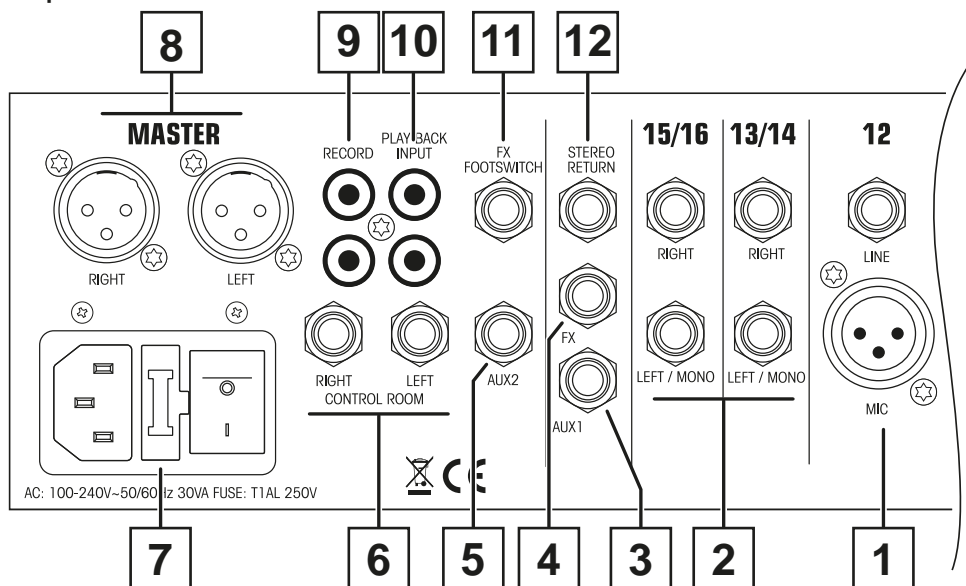 8 9 10 11 12
MASTER
RECORD
PLAY BACK
INPUT
FX
FOOTSWITCH
STEREO
RETURN
15/16
13/14
12
RIGHT
LEFT
RIGHT
RIGHT
LINE
FX
RIGHT
LEFT
CONTROL ROOM
AUX2
AUX1
LEFT / MONO
LEFT / MONO
MIC
AC: 100-240V~50/60Hz 30VA FUSE: T1AL 250V
CE
7 6 5 4 3 2 1